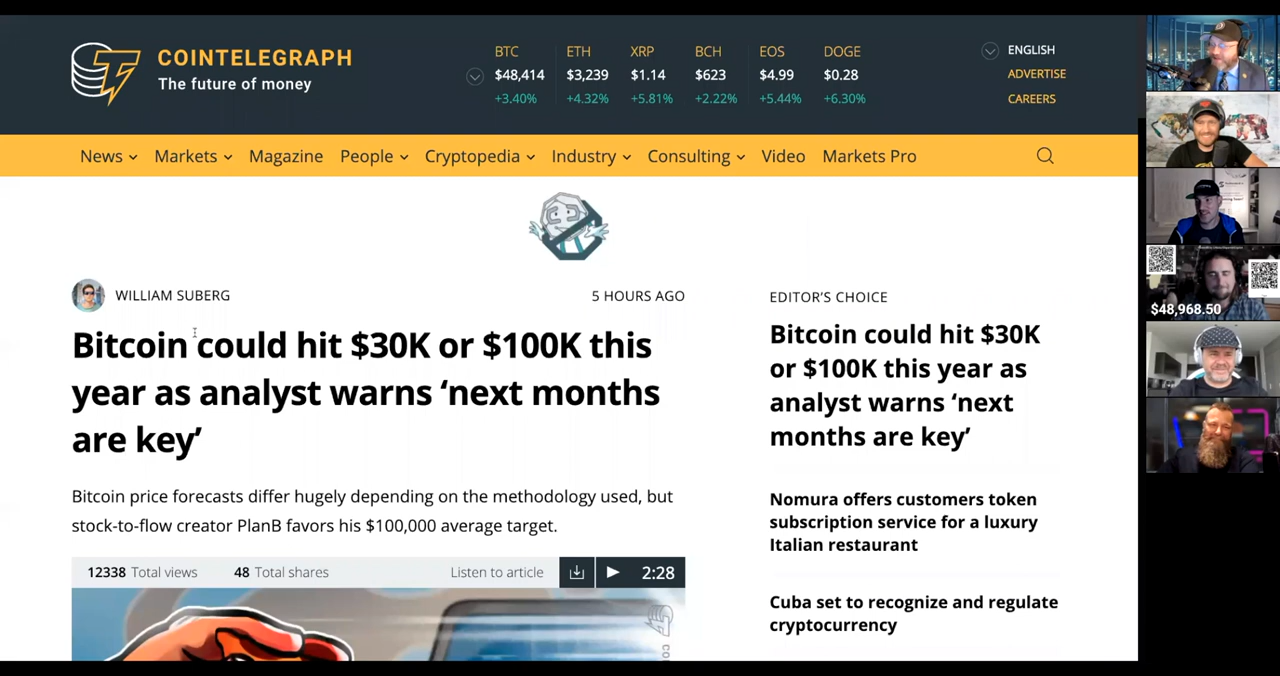 COINTELEGRAPH
The future of money
BTC ETH XRP BCH EOS DOGE
$48,414 $3,239 $1.14 $623 $4.99 $0.28
+3.40% +4.32% +5.81% +2.22% +5.44% +6.30%
ENGLISH
ADVERTISE
CAREERS
News Markets Magazine People Cryptopedia Industry Consulting Video Markets Pro
WILLIAM SUBERG
5 HOURS AGO
Bitcoin could hit $30K or $100K this
year as analyst warns ‘next months
are key’
Bitcoin price forecasts differ hugely depending on the methodology used, but
stock-to-flow creator PlanB favors his $100,000 average target.
12338 Total views 48 Total shares Listen to article 2:28
EDITOR’S CHOICE
Bitcoin could hit $30K
or $100K this year as
analyst warns ‘next
months are key’
Nomura offers customers token
subscription service for a luxury
Italian restaurant
Cuba set to recognize and regulate
cryptocurrency
$48,968.50